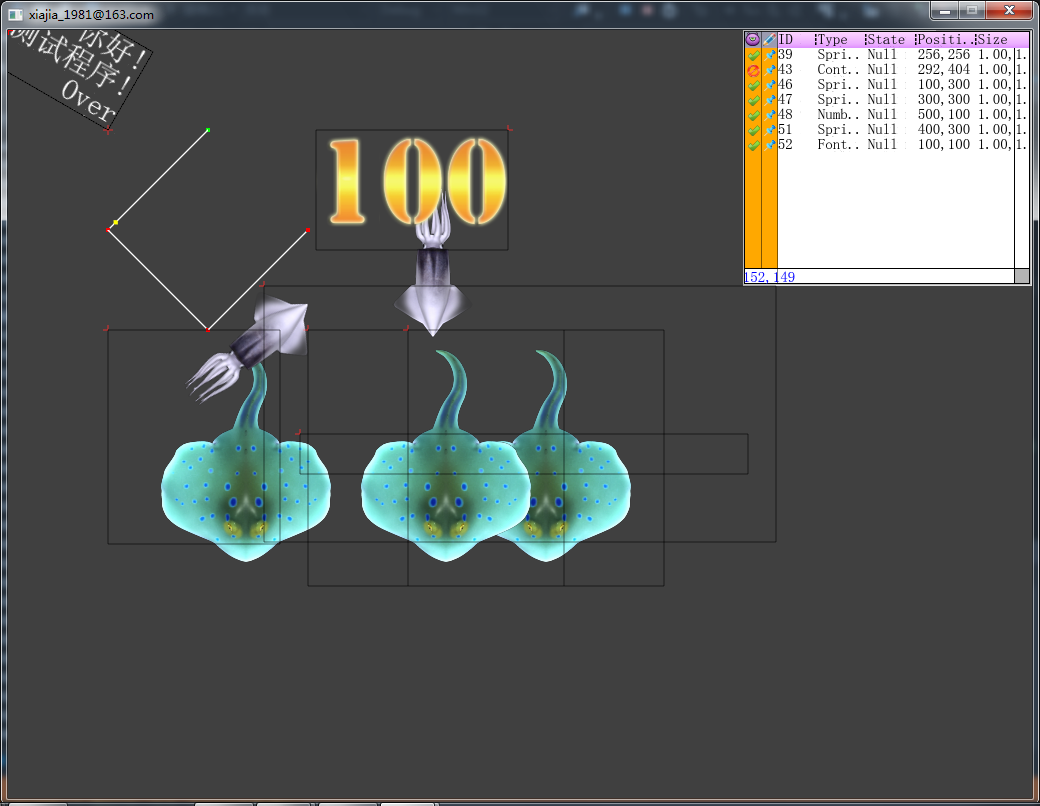 xiajia_1981@163.com
你好!
测试程序!
Over
100
ID Type State Positi.. Size
39 Spri.. Null 256,256 1.00,1.
43 Cont.. Null 292,404 1.00,1.
46 Spri.. Null 100,300 1.00,1.
47 Spri.. Null 300,300 1.00,1.
48 Numb.. Null 500,100 1.00,1.
51 Spri.. Null 400,300 1.00,1.
52 Font.. Null 100,100 1.00,1.
152,149